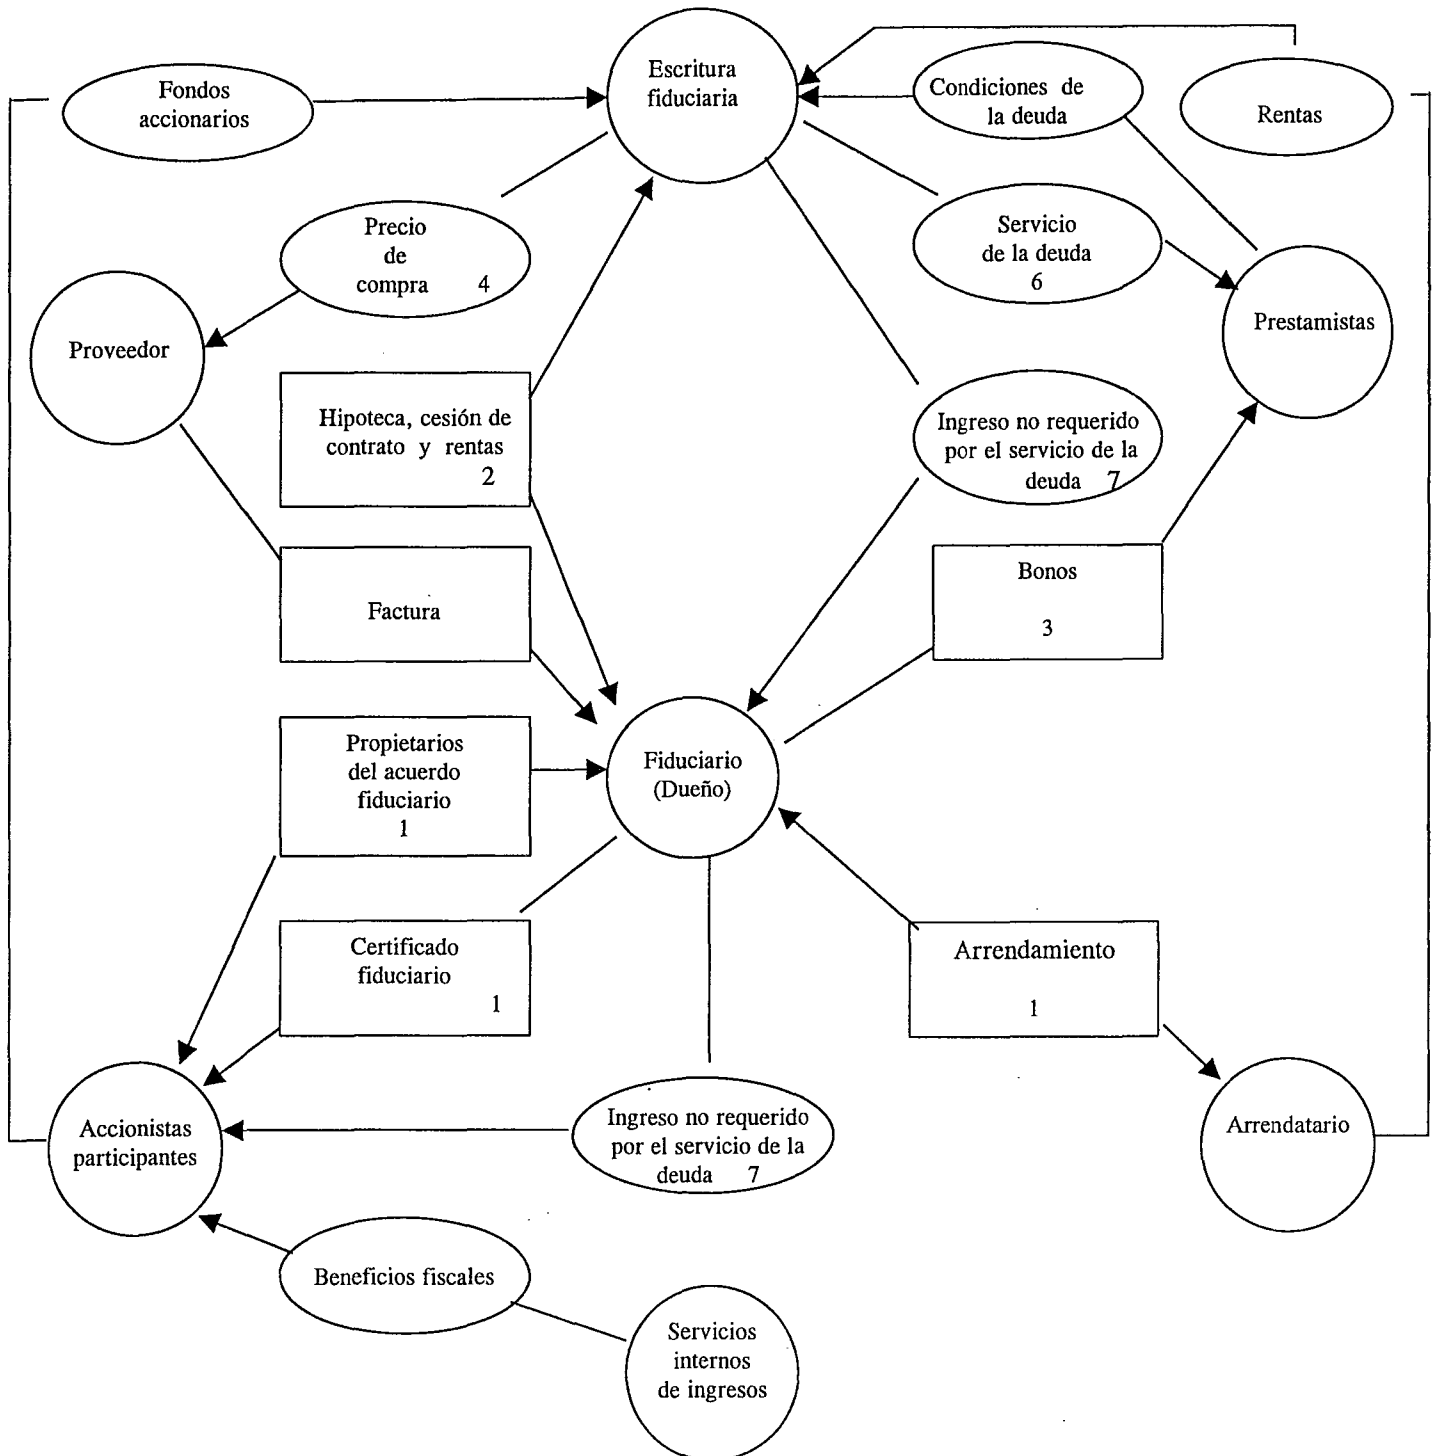 Escritura
fiduciaria
Fondos
accionarios
Condiciones de
la deuda
Rentas
Precio
de
compra 4
Servicio
de la deuda
6
Proveedor
Prestamistas
Hipoteca, cesión de
contrato y rentas
2
Ingreso no requerido
por el servicio de la
deuda 7
Factura
Bonos
3
Propietarios
del acuerdo
fiduciario
1
Fiduciario
(Dueño)
Certificado
fiduciario
1
Arrendamiento
1
Accionistas
participantes
Ingreso no requerido
por el servicio de la
deuda 7
Arrendatario
Beneficios fiscales
Servicios
internos
de ingresos